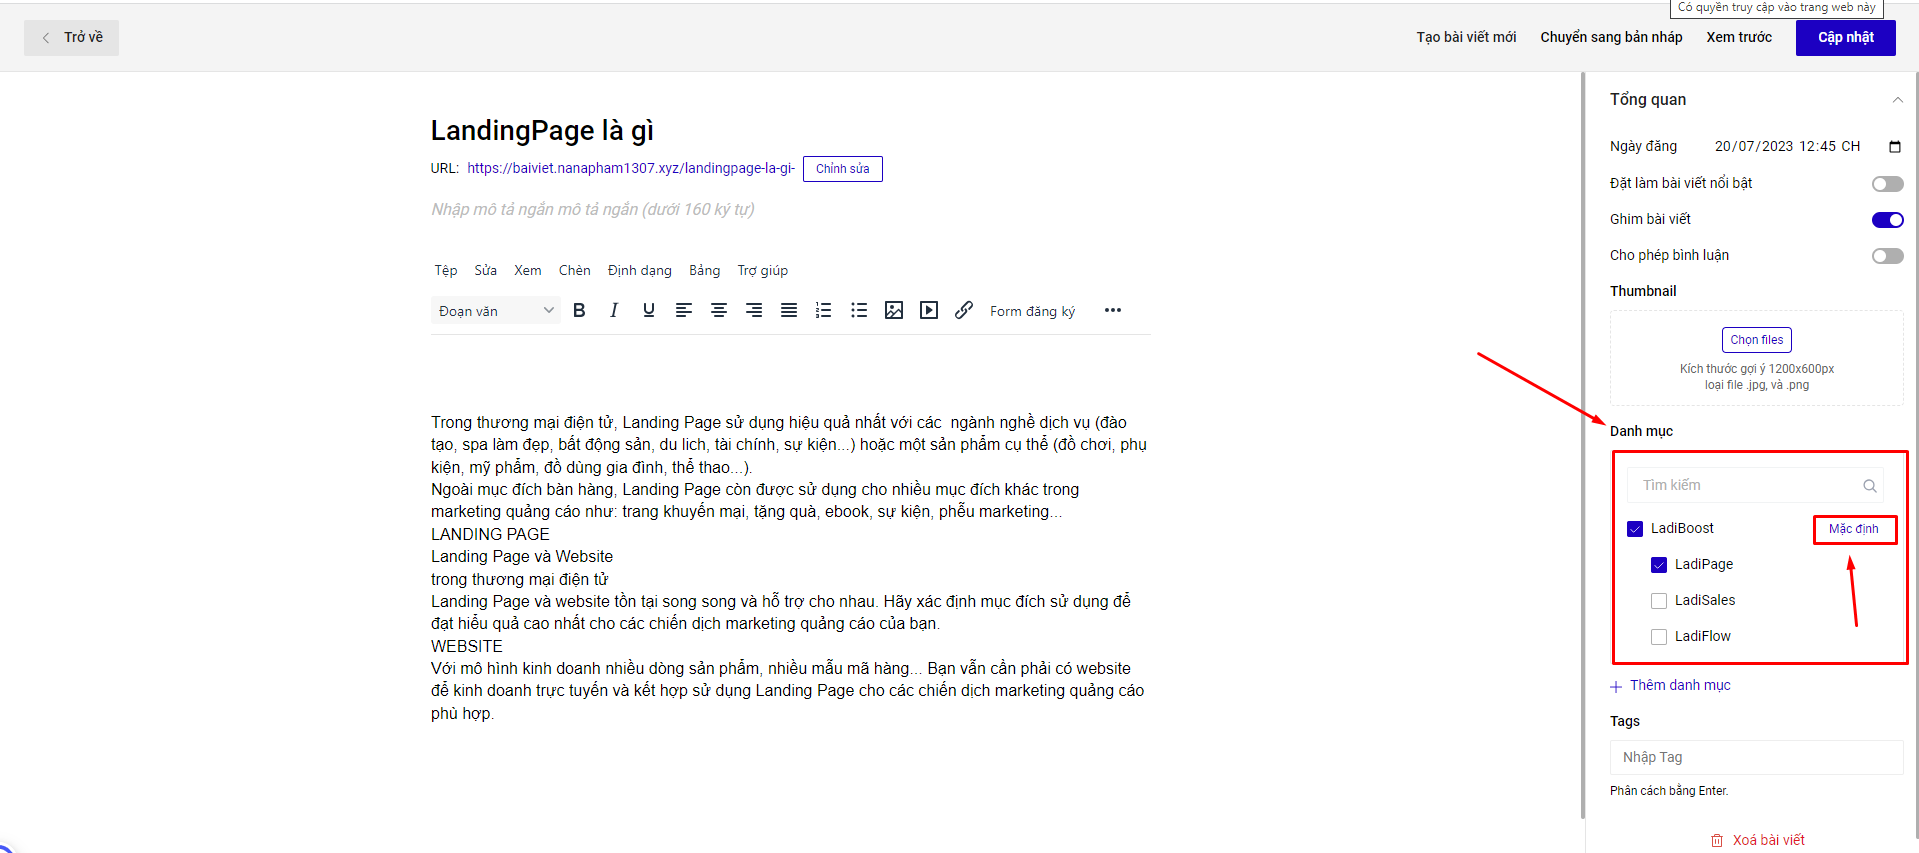 Có quyền truy cập vào trang web này
Trở về
Tạo bài viết mới
Chuyển sang bản nháp
Xem trước
Cập nhật
LandingPage là gì
URL: https://baiviet.nanapham1307.xyz/landingpage-la-gi-
Chỉnh sửa
Nhập mô tả ngắn mô tả ngắn (dưới 160 ký tự)
Tệp Sửa Xem Chèn Định dạng Bảng Trợ giúp
Đoạn văn
B I U
Form đăng ký
Trong thương mại điện tử, Landing Page sử dụng hiệu quả nhất với các  ngành nghề dịch vụ (đào
tạo, spa làm đẹp, bất động sản, du lich, tài chính, sự kiện...) hoặc một sản phẩm cụ thể (đồ chơi, phụ
kiện, mỹ phẩm, đồ dùng gia đình, thể thao...).
Ngoài mục đích bàn hàng, Landing Page còn được sử dụng cho nhiều mục đích khác trong
marketing quảng cáo như: trang khuyến mại, tặng quà, ebook, sự kiện, phễu marketing...
LANDING PAGE
Landing Page và Website
trong thương mại điện tử
Landing Page và website tồn tại song song và hỗ trợ cho nhau. Hãy xác định mục đích sử dụng để
đạt hiểu quả cao nhất cho các chiến dịch marketing quảng cáo của bạn.
WEBSITE
Với mô hình kinh doanh nhiều dòng sản phẩm, nhiều mẫu mã hàng... Bạn vẫn cần phải có website
để kinh doanh trực tuyến và kết hợp sử dụng Landing Page cho các chiến dịch marketing quảng cáo
phù hợp.
Tổng quan
Ngày đăng 20/07/2023 12:45 CH
Đặt làm bài viết nổi bật
Ghim bài viết
Cho phép bình luận
Thumbnail
Chọn files
Kích thước gợi ý 1200x600px
loại file .jpg, và .png
Danh mục
Tìm kiếm
LadiBoost Mặc định
LadiPage
LadiSales
LadiFlow
Thêm danh mục
Tags
Nhập Tag
Phân cách bằng Enter.
Xoá bài viết